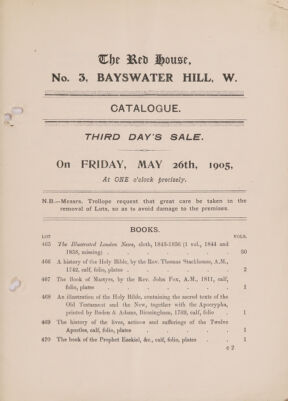 The Red House,
No. 3, BAYSWATER HILL, W.
CATALOGUE.
THIRD DAY'S SALE.
On FRIDAY, MAY 26th, 1905,
At ONE o'clock precisely.
N.B—Messrs. Trollope request that great care be taken in the
removal of Lots, so as to avoid damage to the premises.
BOOKS.
LOT VOLS.
465 The Illustrated London News, cloth, 1843-1856 (1 vol., 1844 and
1858, missing) . . . . . . 50
466 A history of the Holy Bible, by the Rev. Thomas Stackhouse, A.M.,
1742, calf, folio, plates . . . . . 2
467 The Book of Martyrs, by the Rev. John Fox, A.M., 1811, calf,
folio, plates . . . . . . 1
468 An illustration of the Holy Bible, containing the sacred texts of the
Old Testament and the New, together with the Apocrypha,
printed by Boden & Adams, Birmingham, 1769, calf, folio . 1
469 The history of the lives, actions and sufferings of the Twelve
Apostles, calf, folio, plates . . . . 1
470 The book of the Prophet Ezekiel, &c., calf, folio, plates . 1